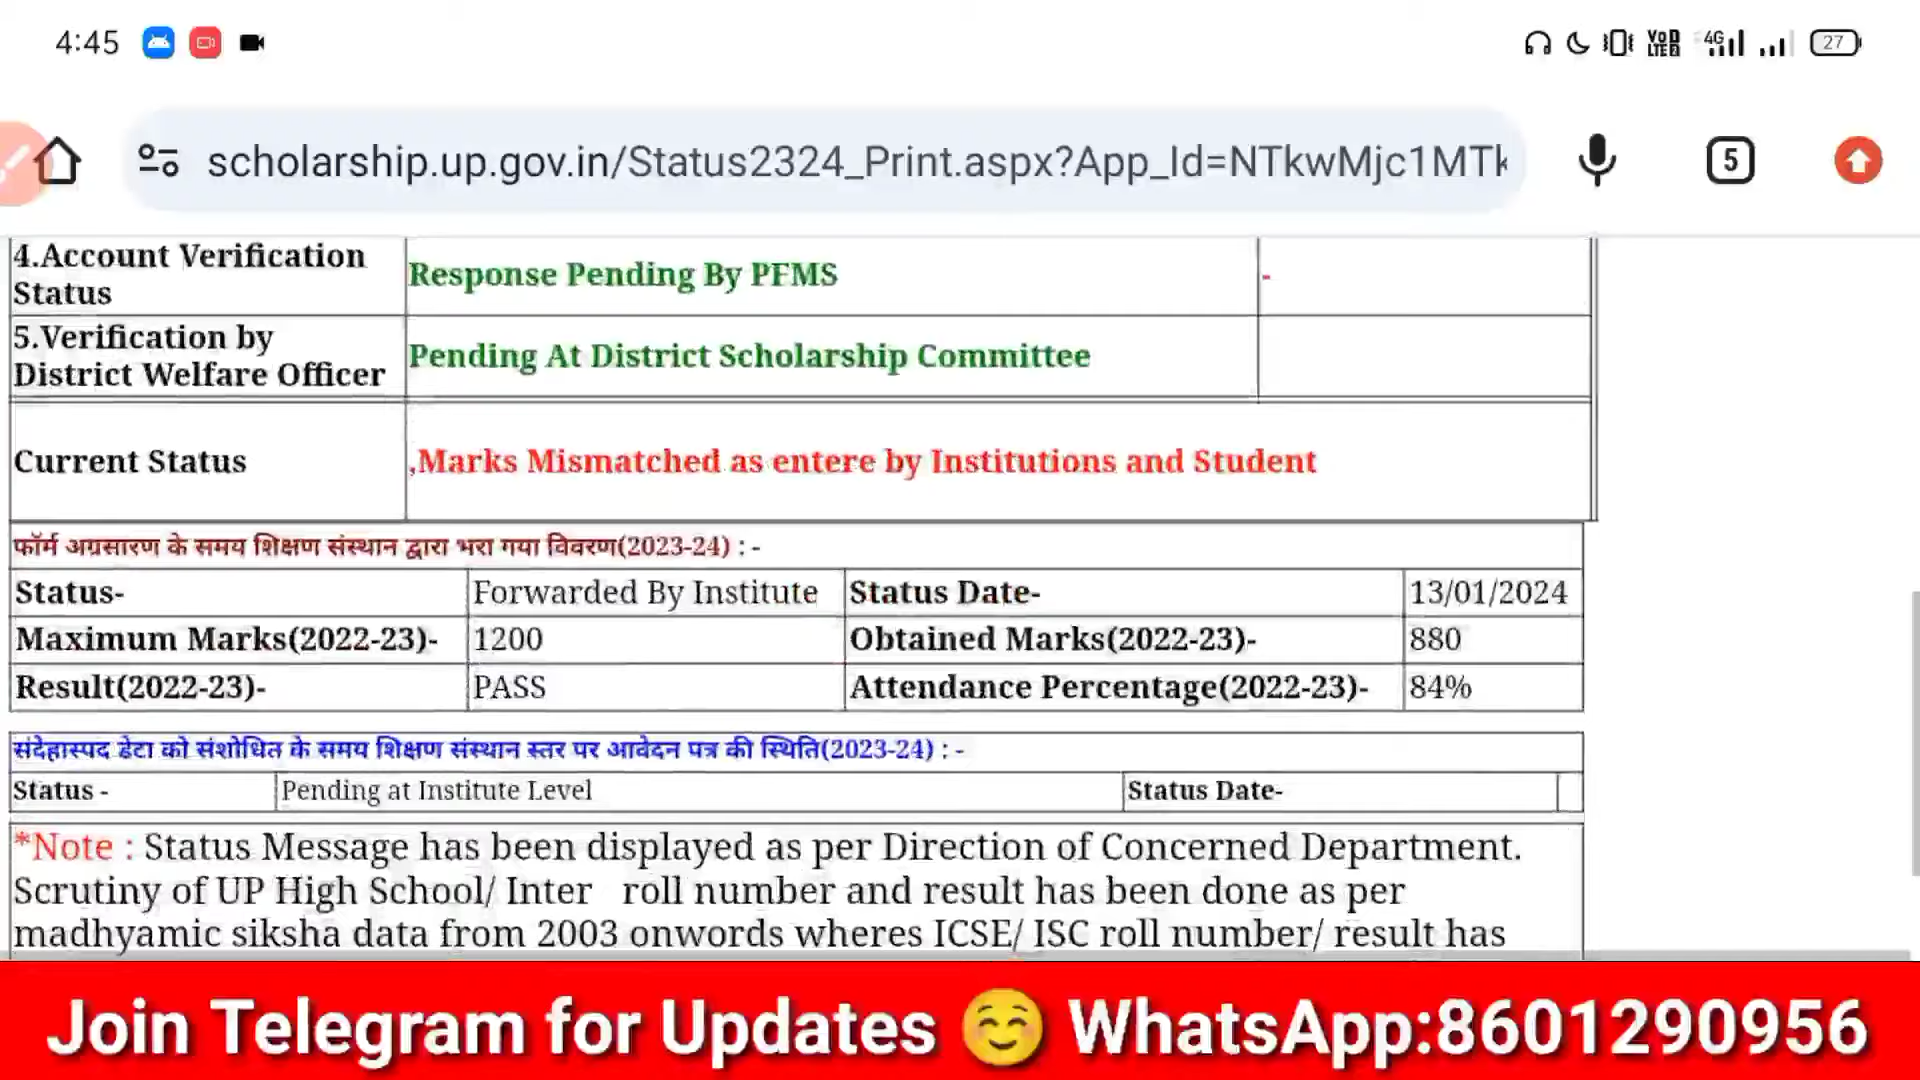 4:45 VoD LTE2 4G 27
scholarship.up.gov.in/Status2324_Print.aspx?App_Id=NTkwMjc1MTk 5
4.Account Verification Status Response Pending By PFMS -
5.Verification by District Welfare Officer Pending At District Scholarship Committee
Current Status ,Marks Mismatched as entere by Institutions and Student
फॉर्म अग्रसारण के समय शिक्षण संस्थान द्वारा भरा गया विवरण(2023-24) : -
Status- Forwarded By Institute Status Date- 13/01/2024
Maximum Marks(2022-23)- 1200 Obtained Marks(2022-23)- 880
Result(2022-23)- PASS Attendance Percentage(2022-23)- 84%
संदेहास्पद डेटा को संशोधित के समय शिक्षण संस्थान स्तर पर आवेदन पत्र की स्थिति(2023-24) : -
Status - Pending at Institute Level Status Date-
*Note : Status Message has been displayed as per Direction of Concerned Department.
Scrutiny of UP High School/ Inter roll number and result has been done as per
madhyamic siksha data from 2003 onwords wheres ICSE/ ISC roll number/ result has
Join Telegram for Updates 😊 WhatsApp:8601290956